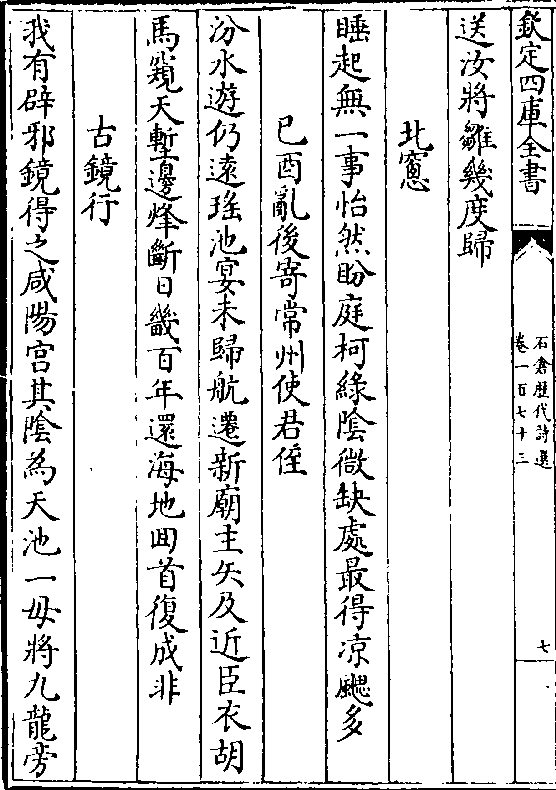 欽定四庫全書
石倉歴代詩選
卷一百七十三
七
送汝將雛幾度歸
北窻
睡起無一事怡然盼庭柯綠陰微缺處最得凉颸多
已酉亂後寄常州使君侄
汾水遊仍遠瑤池宴未歸航遷新廟主矢及近臣衣胡
馬窺天塹邊烽斷日畿百年還海地回首復成非
古鏡行
我有辟邪鏡得之咸陽宫其陰為天池一毋將九龍旁